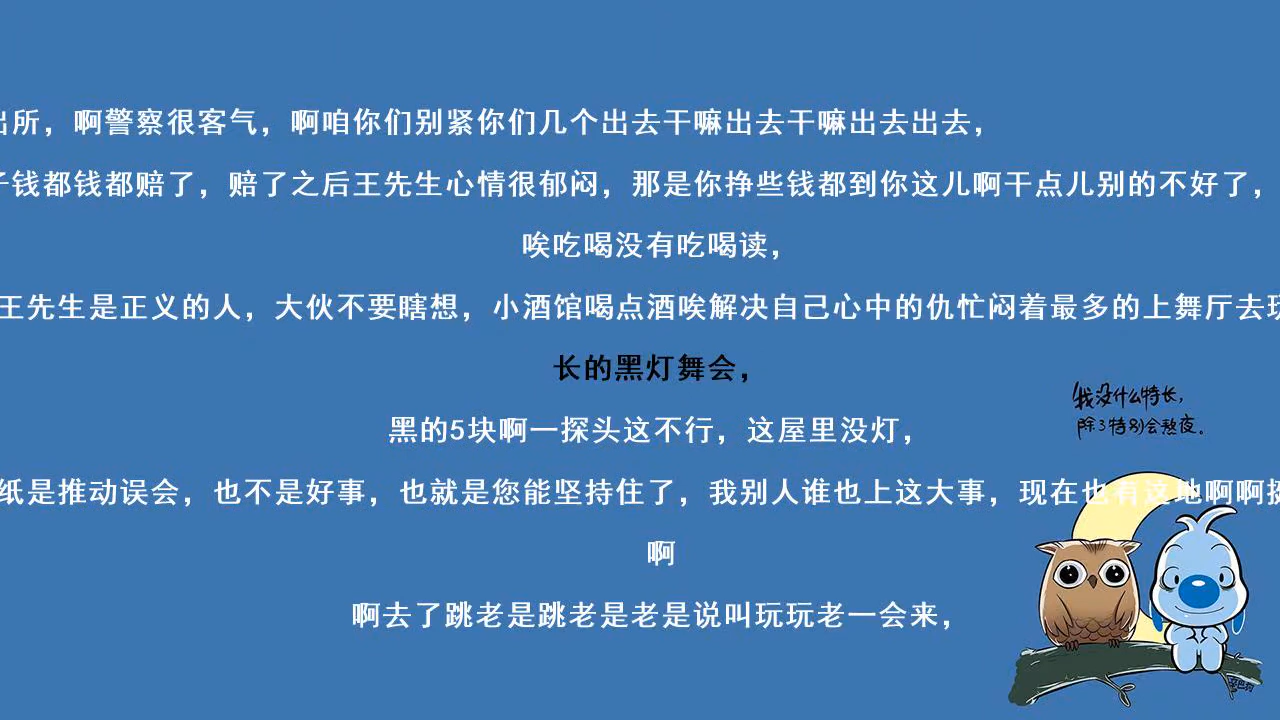 所，啊警察很客气，啊咱你们别紧你们几个出去干嘛出去干嘛出去出去，
钱都钱都赔了，赔了之后王先生心情很郁闷，那是你挣些钱都到你这儿啊干点儿别的不好了，
唉吃喝没有吃喝读，
王先生是正义的人，大伙不要瞎想，小酒馆喝点酒唉解决自己心中的仇忙闷着最多的上舞厅去
长的黑灯舞会，
黑的5块啊一探头这不行，这屋里没灯，
我没什么特长，
除了特别会熬夜。
纸是推动误会，也不是好事，也就是您能坚持住了，我别人谁也上这大事，现在也有这地啊啊
啊
啊去了跳老是跳老是老是说叫玩玩老一会来，